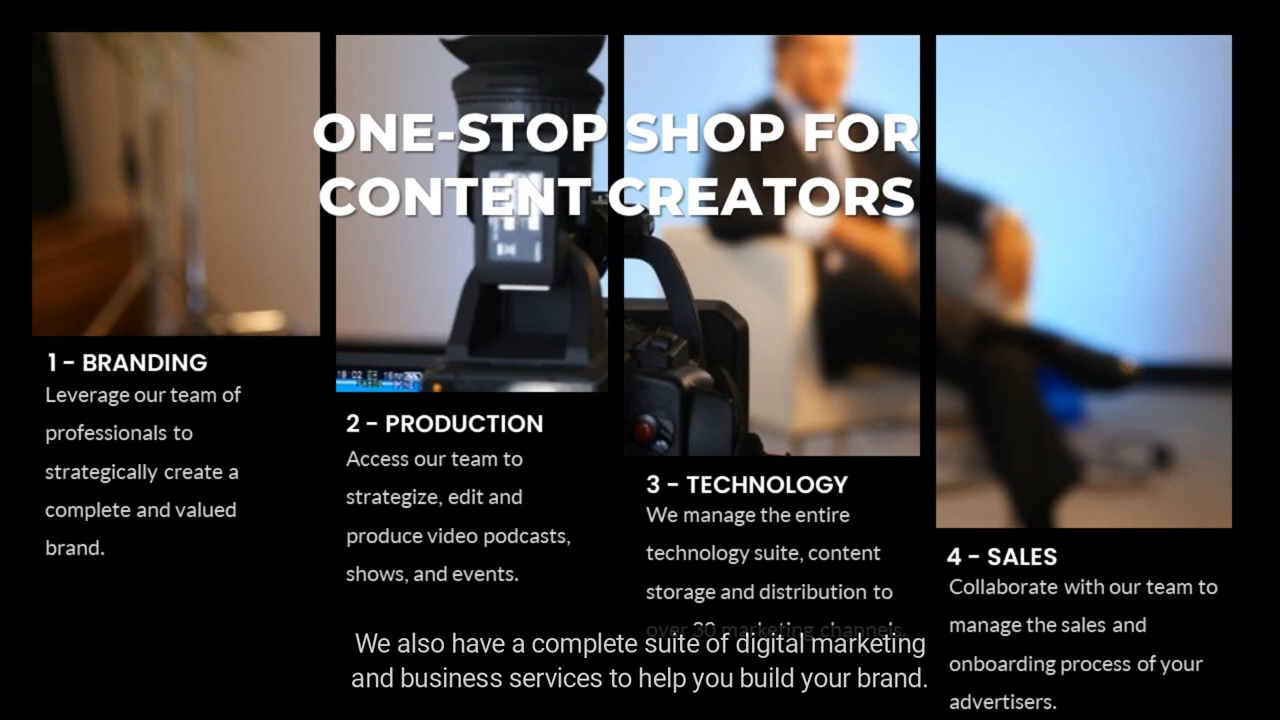 ONE-STOP SHOP FOR
CONTENT CREATORS
1 – BRANDING
Leverage our team of
professionals to
strategically create a
complete and valued
brand.
2 – PRODUCTION
Access our team to
strategize, edit and
produce video podcasts,
shows, and events.
3 – TECHNOLOGY
We manage the entire
technology suite, content
storage and distribution to
over 30 marketing channels.
4 – SALES
Collaborate with our team to
manage the sales and
onboarding process of your
advertisers.
We also have a complete suite of digital marketing
and business services to help you build your brand.